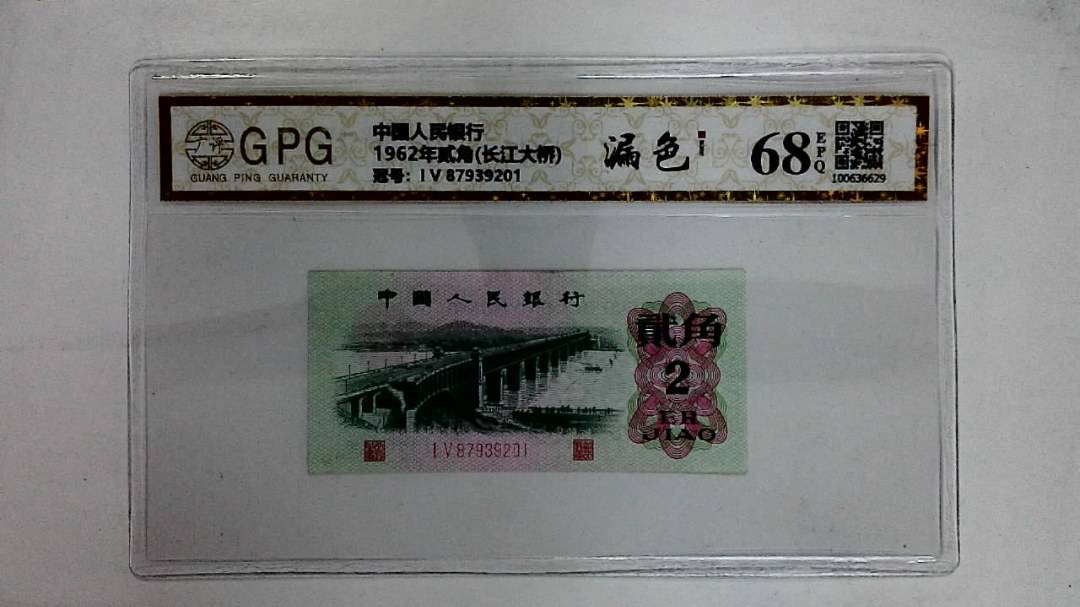 GPG
GUANG PING GUARANTY
中國人民银行
1962年贰角(长江大桥)
冠号：IV 87939201
漏色
68
EPQ
100636629
中國人民銀行
貳角
2
ER
JIAO
IV 87939201